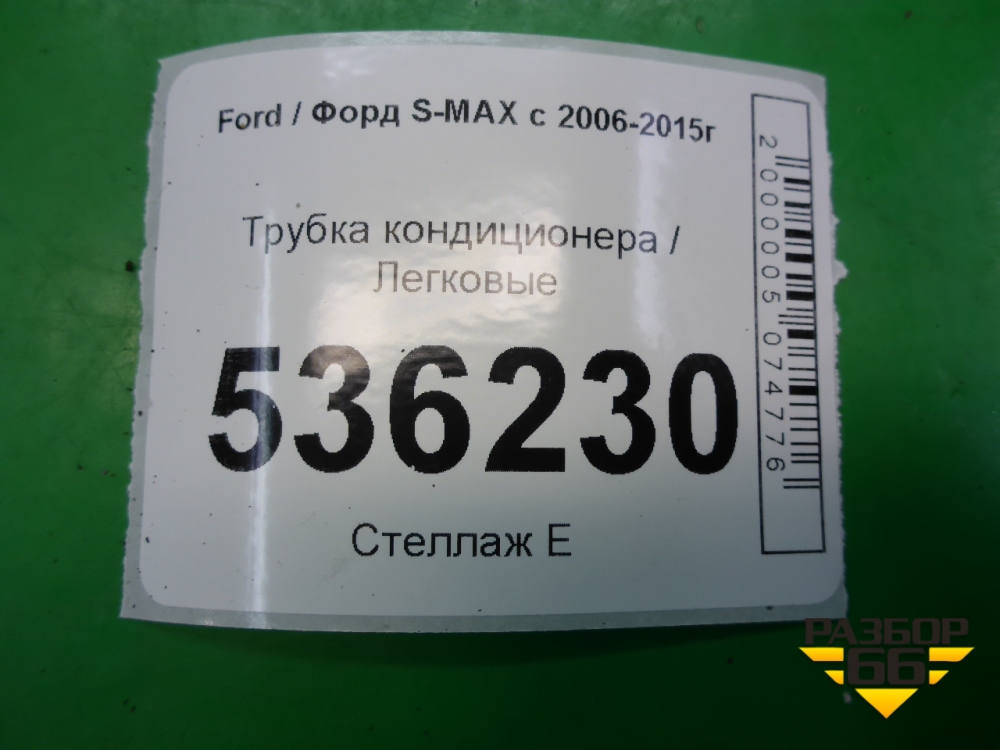 Ford / Форд S-MAX с 2006-2015г
Трубка кондиционера /
Легковые
536230
Стеллаж Е
2000005074776
РАЗБОР
66